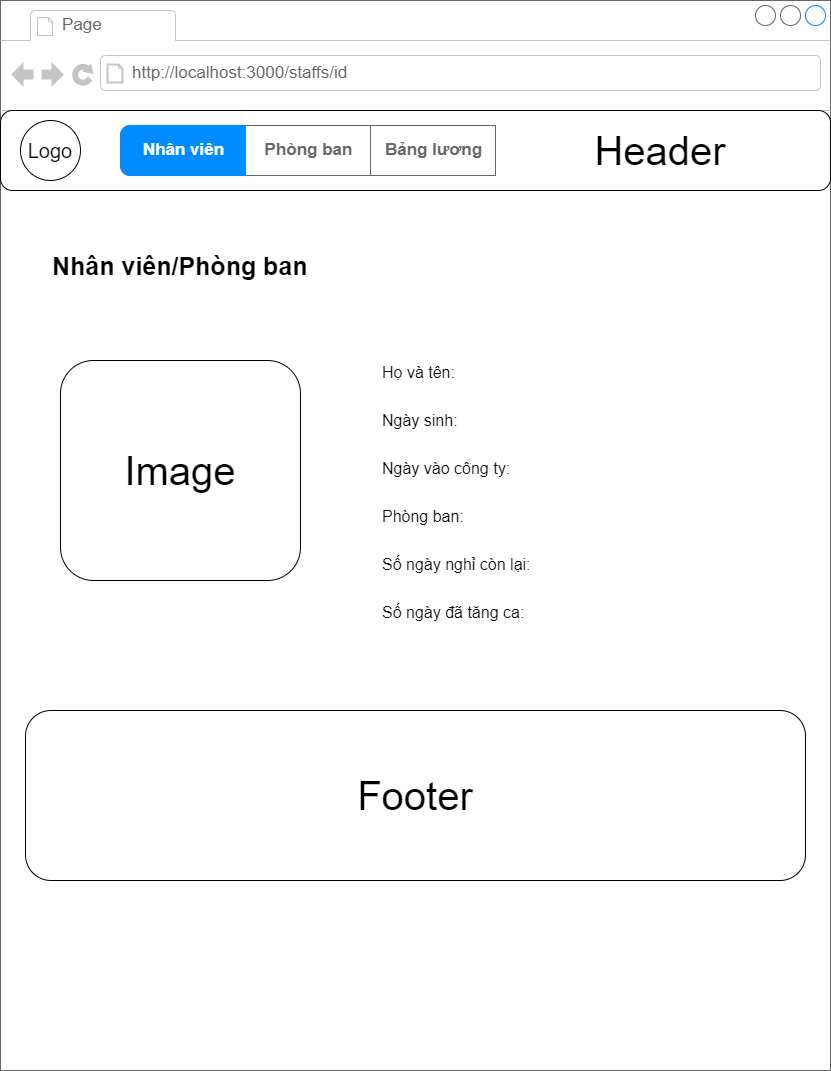 Page
http://localhost:3000/staffs/id
Logo
Nhân viên
Phòng ban
Bảng lương
Header
Nhân viên/Phòng ban
Image
Họ và tên:
Ngày sinh:
Ngày vào công ty:
Phòng ban:
Số ngày nghỉ còn lại:
Số ngày đã tăng ca:
Footer